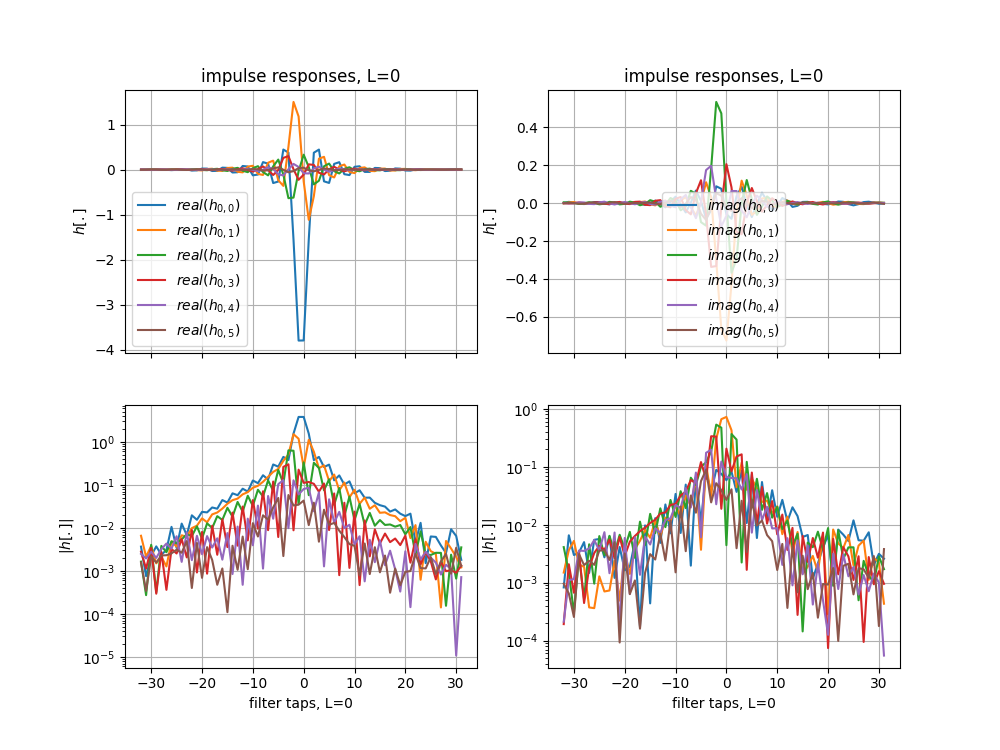 impulse responses, L=0
impulse responses, L=0
h[.]
1
0
−1
−2
−3
−4
real(h0,0)
real(h0,1)
real(h0,2)
real(h0,3)
real(h0,4)
real(h0,5)
h[.]
0.4
0.2
0.0
−0.2
−0.4
−0.6
imag(h0,0)
imag(h0,1)
imag(h0,2)
imag(h0,3)
imag(h0,4)
imag(h0,5)
|h[.]|
10⁰
10⁻¹
10⁻²
10⁻³
10⁻⁴
10⁻⁵
−30 −20 −10 0 10 20 30
filter taps, L=0
|h[.]|
10⁰
10⁻¹
10⁻²
10⁻³
10⁻⁴
−30 −20 −10 0 10 20 30
filter taps, L=0